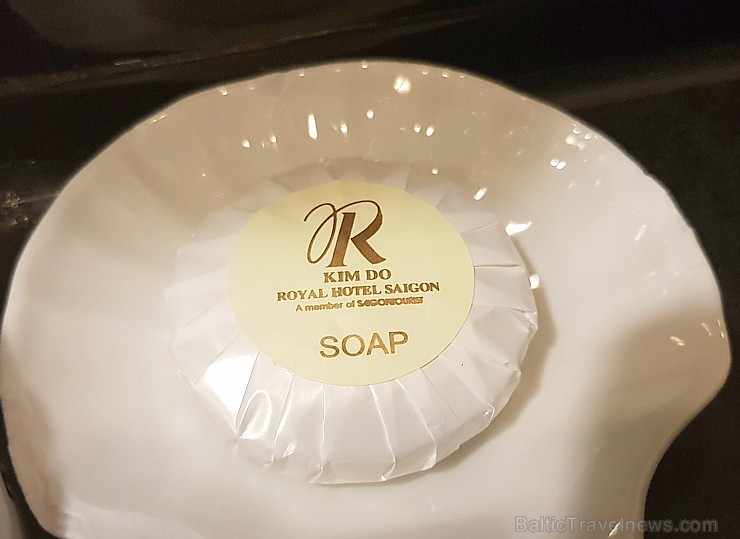 R
KIM DO
ROYAL HOTEL SAIGON
A member of SAIGONTOURIST
SOAP
BalticTravelnews.com